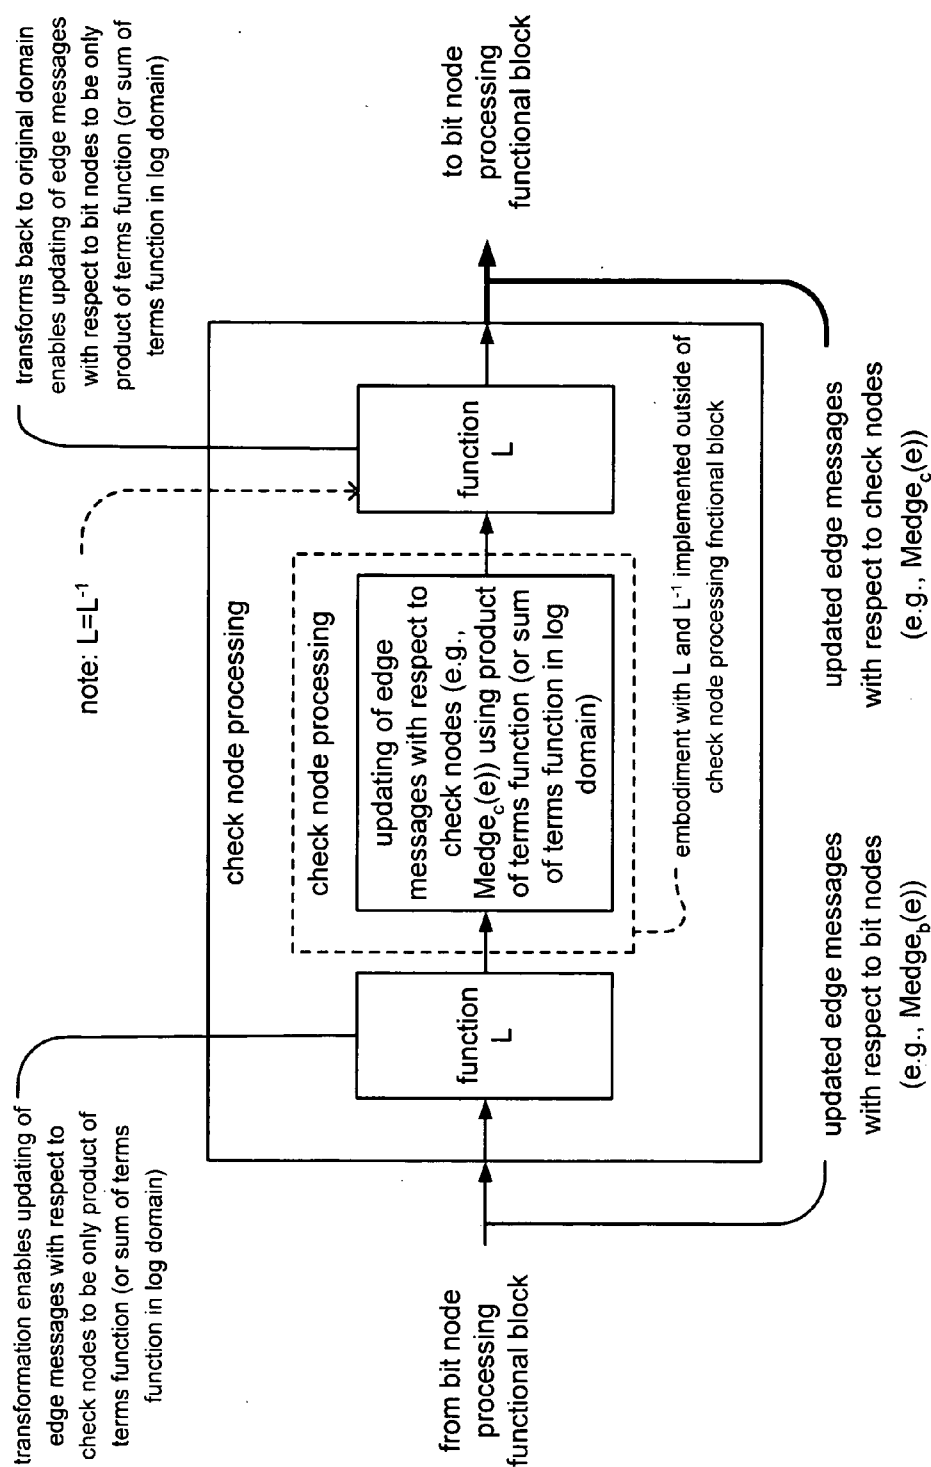 transformation enables updating of
edge messages with respect to
check nodes to be only product of
terms function (or sum of terms
function in log domain)
note: L=L⁻¹
transforms back to original domain
enables updating of edge messages
with respect to bit nodes to be only
product of terms function (or sum of
terms function in log domain)
check node processing
check node processing
from bit node
processing
functional block
function
L
updating of edge
messages with respect to
check nodes (e.g.,
Medgec(e)) using product
of terms function (or sum
of terms function in log
domain)
function
L
to bit node
processing
functional block
embodiment with L and L⁻¹ implemented outside of
check node processing fnctional block
updated edge messages
with respect to bit nodes
(e.g., Medgeb(e))
updated edge messages
with respect to check nodes
(e.g., Medgec(e))